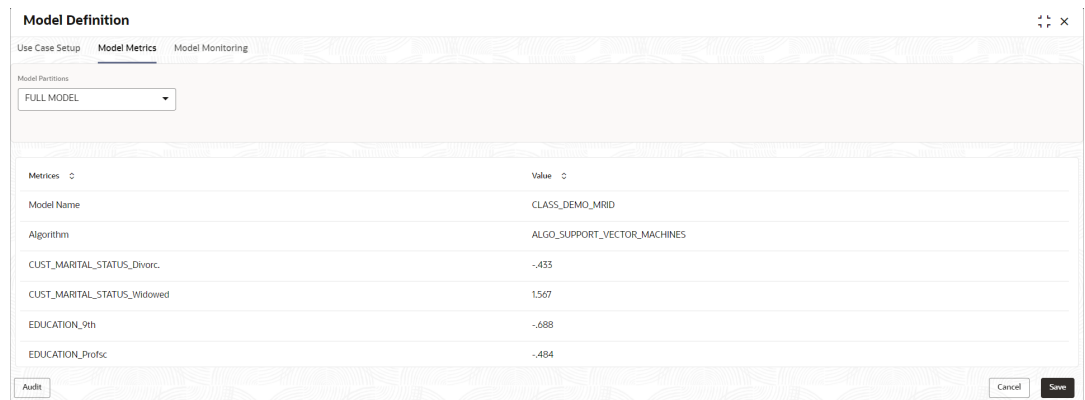 Model Definition
Use Case Setup Model Metrics Model Monitoring
Model Partitions
FULL MODEL
Metrices Value
Model Name CLASS_DEMO_MRID
Algorithm ALGO_SUPPORT_VECTOR_MACHINES
CUST_MARITAL_STATUS_Divorc. -.433
CUST_MARITAL_STATUS_Widowed 1.567
EDUCATION_9th -.688
EDUCATION_Profsc -.484
Audit Cancel Save